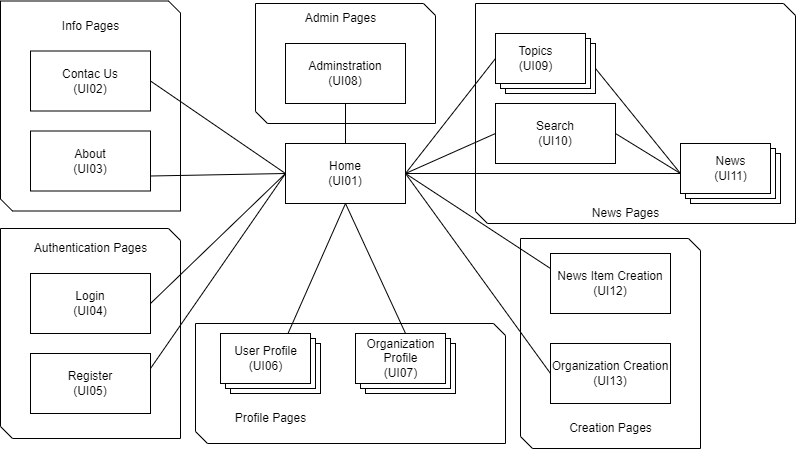 Info Pages
Contac Us
(UI02)
About
(UI03)
Admin Pages
Adminstration
(UI08)
Home
(UI01)
Topics
(UI09)
Search
(UI10)
News
(UI11)
News Pages
Authentication Pages
Login
(UI04)
Register
(UI05)
User Profile
(UI06)
Organization
Profile
(UI07)
Profile Pages
News Item Creation
(UI12)
Organization Creation
(UI13)
Creation Pages